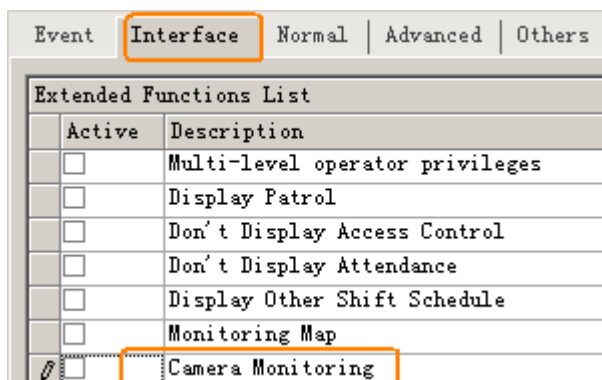 Event Interface Normal Advanced Others
Extended Functions List
Active Description
Multi-level operator privileges
Display Patrol
Don't Display Access Control
Don't Display Attendance
Display Other Shift Schedule
Monitoring Map
Camera Monitoring